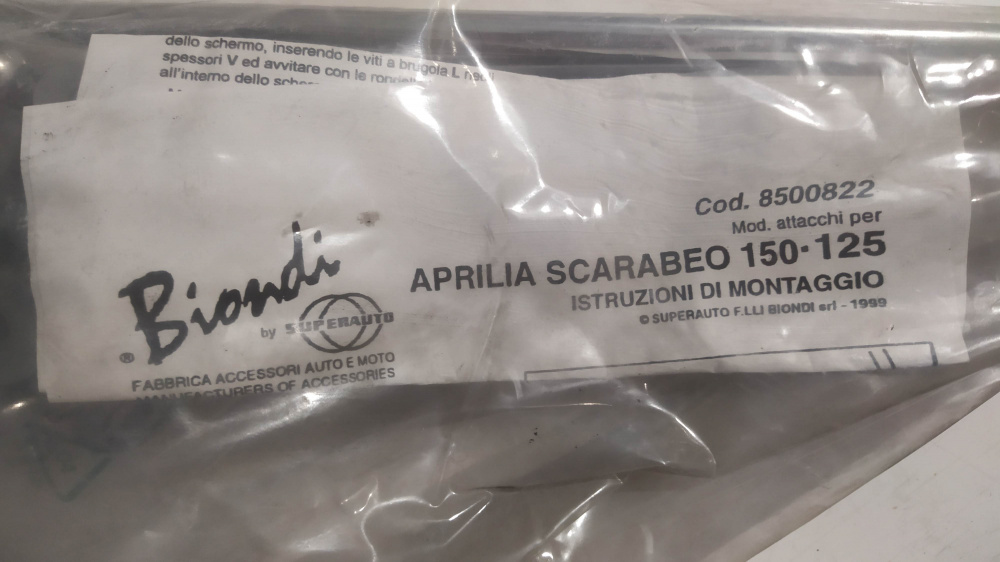 dello schermo, inserendo le viti a brugola L negli
spessori V ed avvitare con le
all'interno dello
Cod. 8500822
Mod. attacchi per
APRILIA SCARABEO 150·125
ISTRUZIONI DI MONTAGGIO
© SUPERAUTO F.LLI BIONDI srl - 1999
Biondi
® by SUPERAUTO
FABBRICA ACCESSORI AUTO E MOTO
MANUFACTURERS OF ACCESSORIES